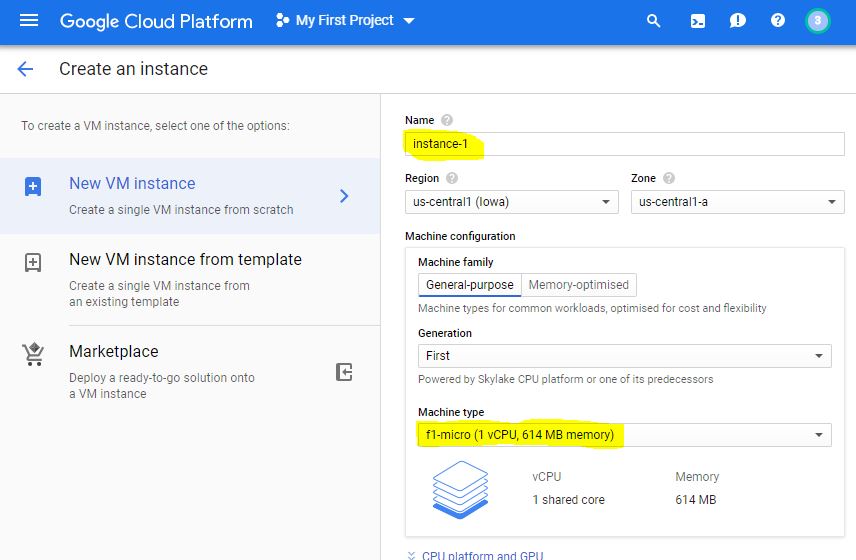 Google Cloud Platform
My First Project
3
Create an instance
To create a VM instance, select one of the options:
New VM instance
Create a single VM instance from scratch
New VM instance from template
Create a single VM instance from
an existing template
Marketplace
Deploy a ready-to-go solution onto
a VM instance
Name
instance-1
Region
Zone
us-central1 (Iowa)
us-central1-a
Machine configuration
Machine family
General-purpose
Memory-optimised
Machine types for common workloads, optimised for cost and flexibility
Generation
First
Powered by Skylake CPU platform or one of its predecessors
Machine type
f1-micro (1 vCPU, 614 MB memory)
vCPU
Memory
1 shared core
614 MB
CPU platform and GPU